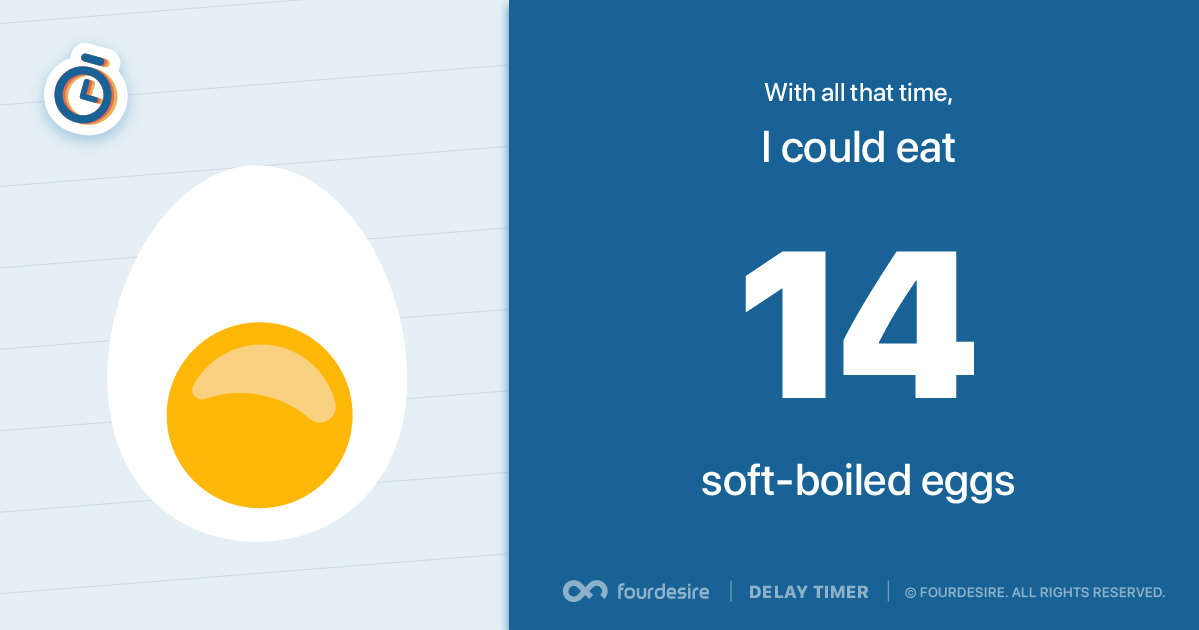 With all that time,
I could eat
14
soft-boiled eggs
fourdesire | DELAY TIMER | © FOURDESIRE. ALL RIGHTS RESERVED.